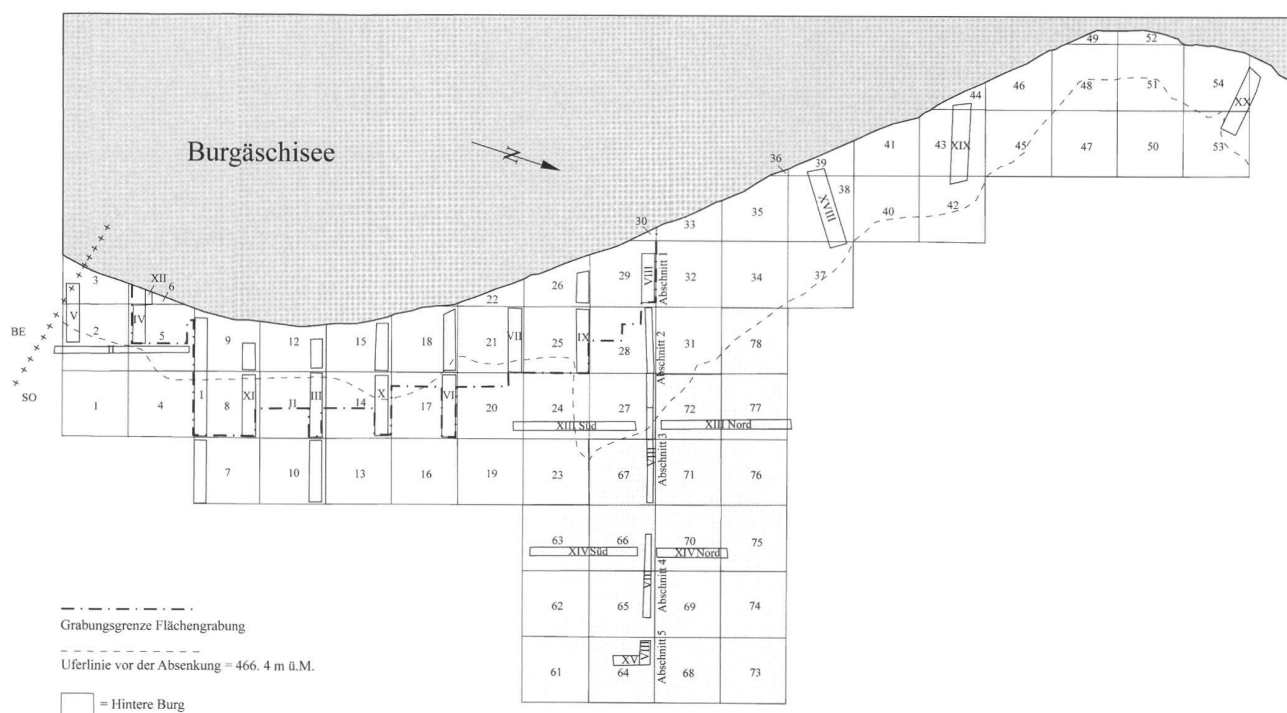 49 52
44 46 48 51 54
XX
Burgäschisee
N
36 39 41 43 XIX 45 47 50 53
38
XVIII
30 33 35 40 42
3 XII 6
26 29 VIII Abschnitt 1 32 34 37
22
BE
V IV
2 5 9 12 15 18 21 VII 25 IX 28 Abschnitt 2 31 78
II
SO
1 4 I 8 XI 11 III 14 X 17 VI 20 24 27 72 77
XIII Süd XIII Nord
7 10 13 16 19 23 67 VIII Abschnitt 3 71 76
63 66 70 75
XIV Süd XIV Nord
62 65 VIII Abschnitt 4 69 74
61 XV 64 VIII Abschnitt 5 68 73
Grabungsgrenze Flächengrabung
Uferlinie vor der Absenkung = 466. 4 m ü.M.
= Hintere Burg